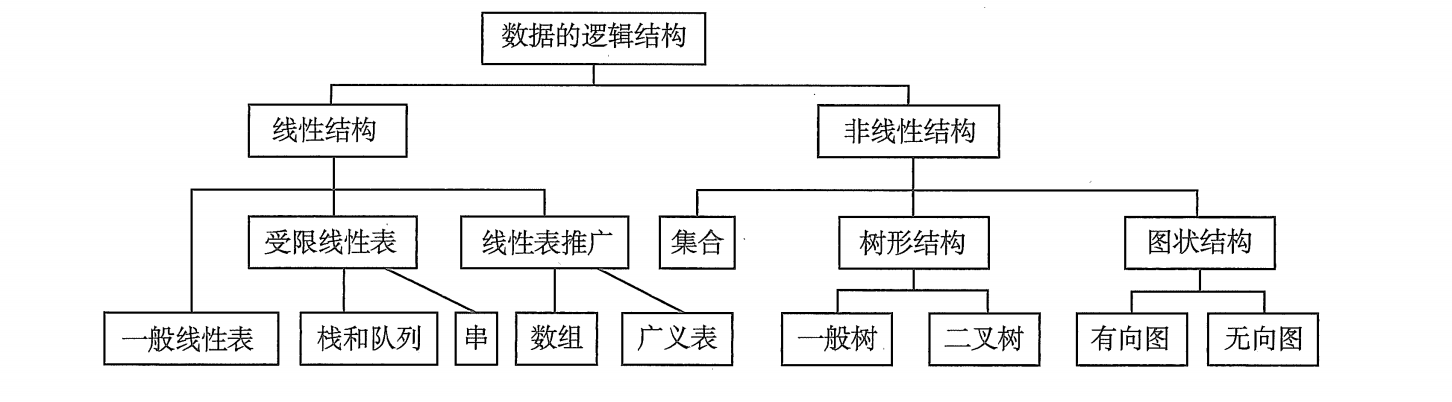 数据的逻辑结构
线性结构
非线性结构
受限线性表
线性表推广
集合
树形结构
图状结构
一般线性表
栈和队列
串
数组
广义表
一般树
二叉树
有向图
无向图